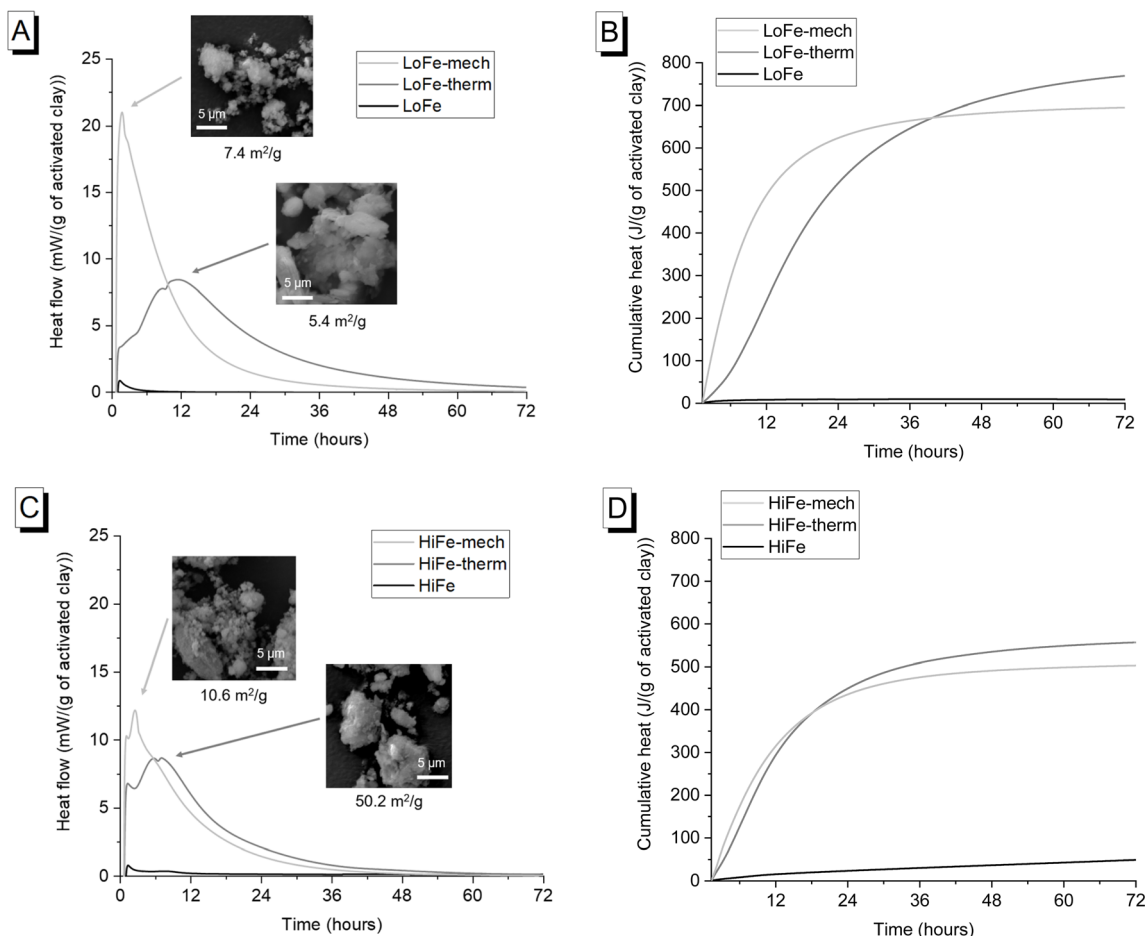 A
LoFe-mech
LoFe-therm
LoFe
5 µm
7.4 m²/g
5 µm
5.4 m²/g
Heat flow (mW/(g of activated clay))
25
20
15
10
5
0
0 12 24 36 48 60 72
Time (hours)
B
LoFe-mech
LoFe-therm
LoFe
Cumulative heat (J/(g of activated clay))
800
700
600
500
400
300
200
100
0
12 24 36 48 60 72
Time (hours)
C
HiFe-mech
HiFe-therm
HiFe
5 µm
10.6 m²/g
5 µm
50.2 m²/g
Heat flow (mW/(g of activated clay))
25
20
15
10
5
0
0 12 24 36 48 60 72
Time (hours)
D
HiFe-mech
HiFe-therm
HiFe
Cumulative heat (J/(g of activated clay))
800
700
600
500
400
300
200
100
0
12 24 36 48 60 72
Time (hours)